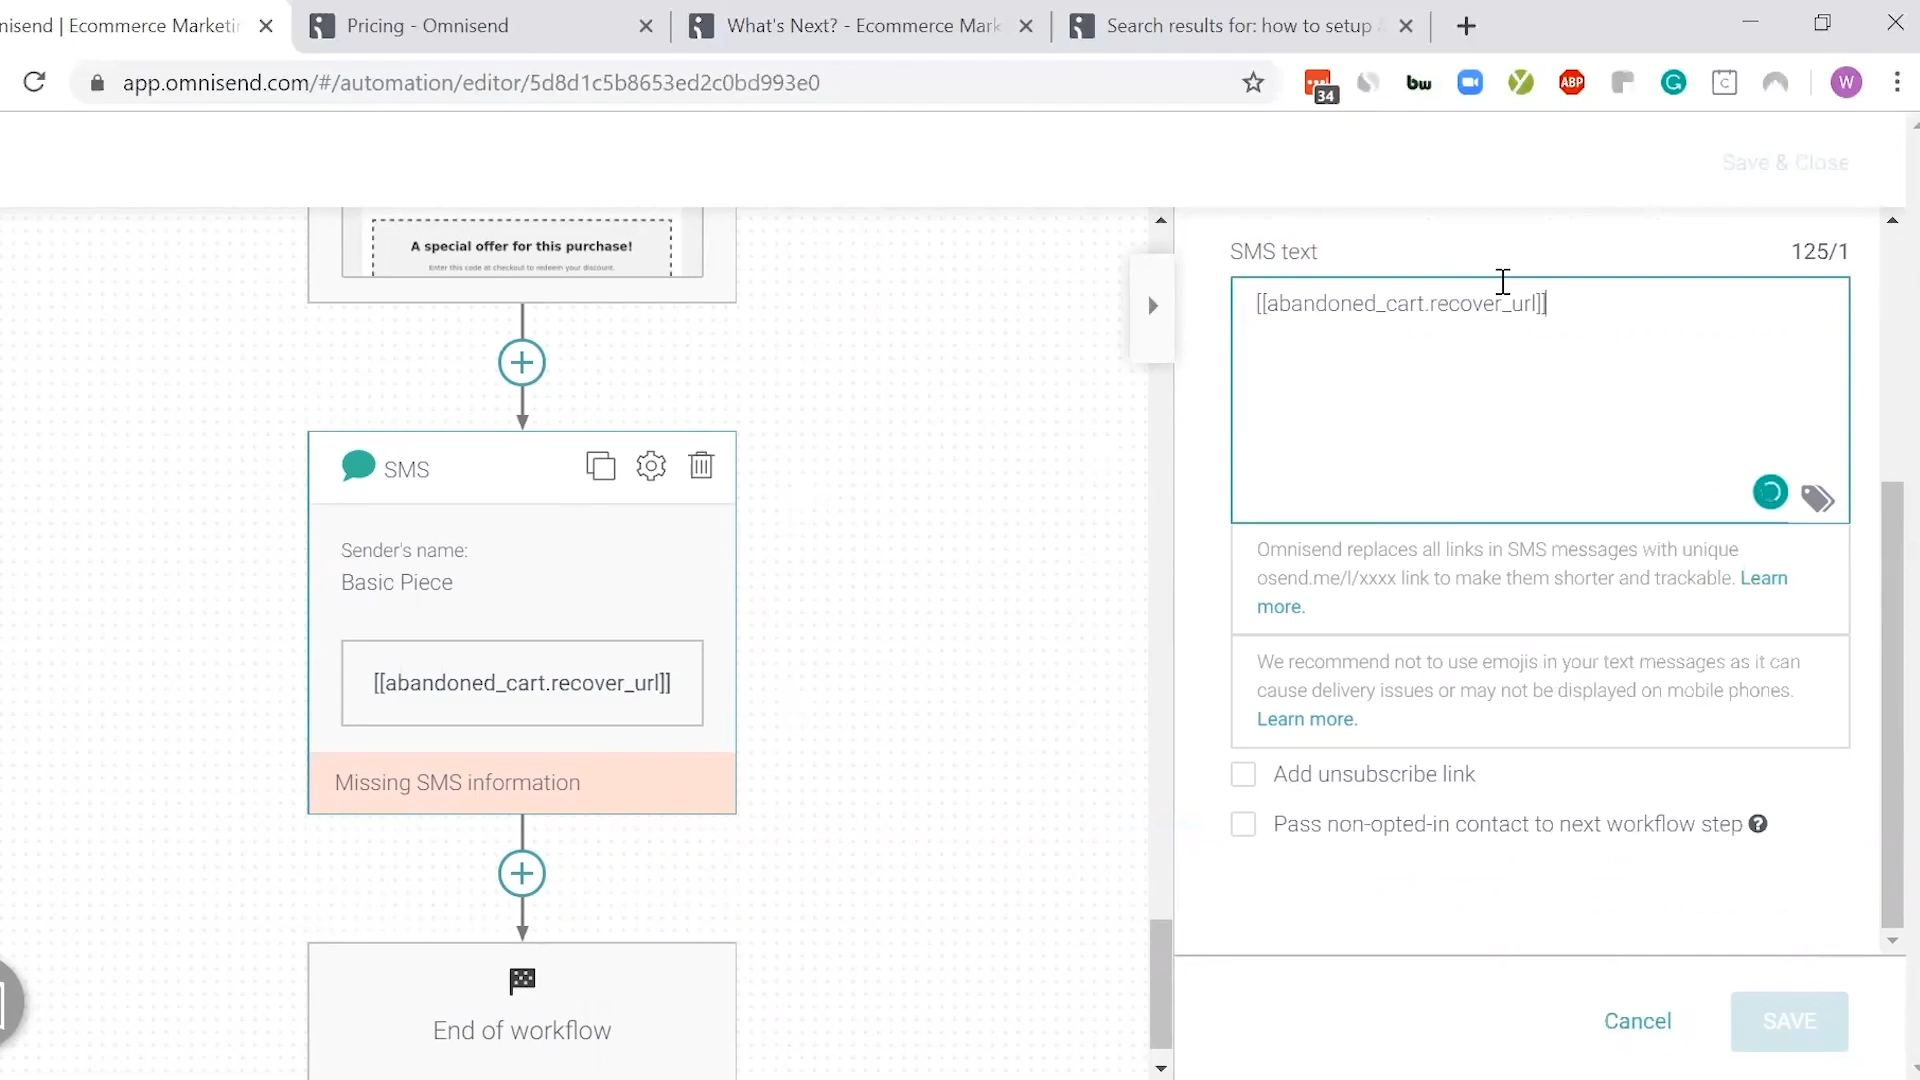 nisend | Ecommerce Marketin
Pricing - Omnisend
What's Next? - Ecommerce Mark
Search results for: how to setup
app.omnisend.com/#/automation/editor/5d8d1c5b8653ed2c0bd993e0
34
bw
ABP
C
W
Save & Close
A special offer for this purchase!
Enter this code at checkout to redeem your discount.
SMS
Sender's name:
Basic Piece
[[abandoned_cart.recover_url]]
Missing SMS information
End of workflow
SMS text
125/1
[[abandoned_cart.recover_url]]
Omnisend replaces all links in SMS messages with unique
osend.me/l/xxxx link to make them shorter and trackable. Learn
more.
We recommend not to use emojis in your text messages as it can
cause delivery issues or may not be displayed on mobile phones.
Learn more.
Add unsubscribe link
Pass non-opted-in contact to next workflow step ?
Cancel
SAVE